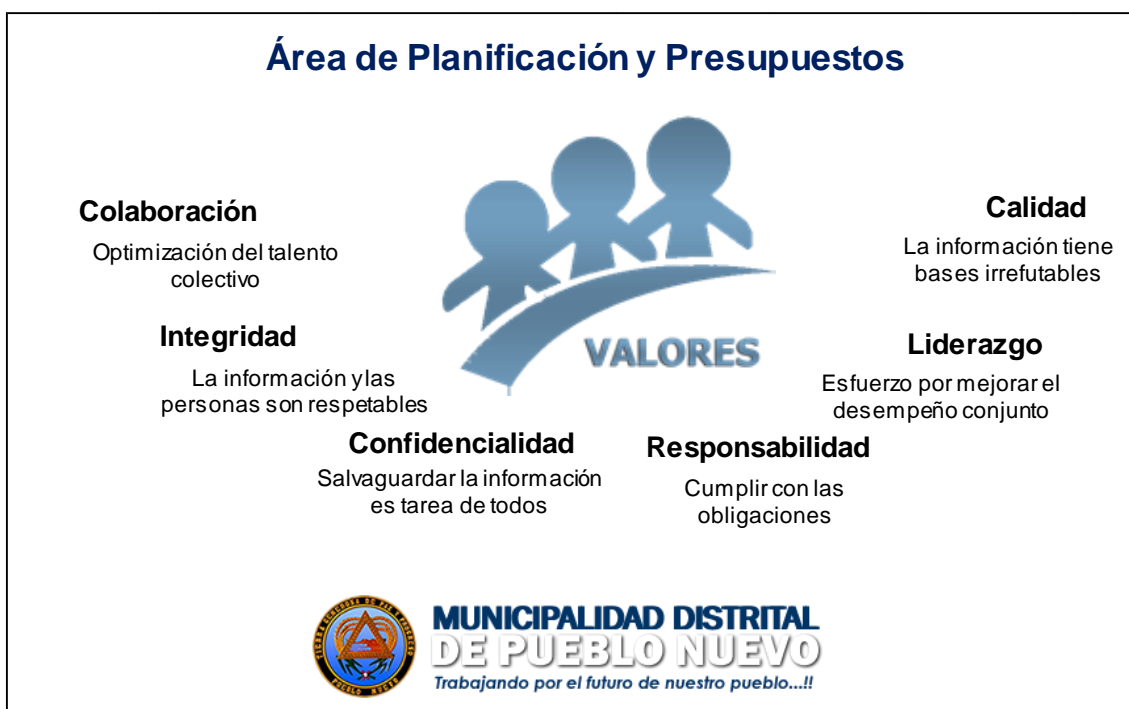 Área de Planificación y Presupuestos
Colaboración
Optimización del talento
colectivo
Integridad
La información y las
personas son respetables
Confidencialidad
Salvaguardar la información
es tarea de todos
VALORES
Calidad
La información tiene
bases irrefutables
Liderazgo
Esfuerzo por mejorar el
desempeño conjunto
Responsabilidad
Cumplir con las
obligaciones
PUEBLO NUEVO
MUNICIPALIDAD DISTRITAL
DE PUEBLO NUEVO
Trabajando por el futuro de nuestro pueblo...!!